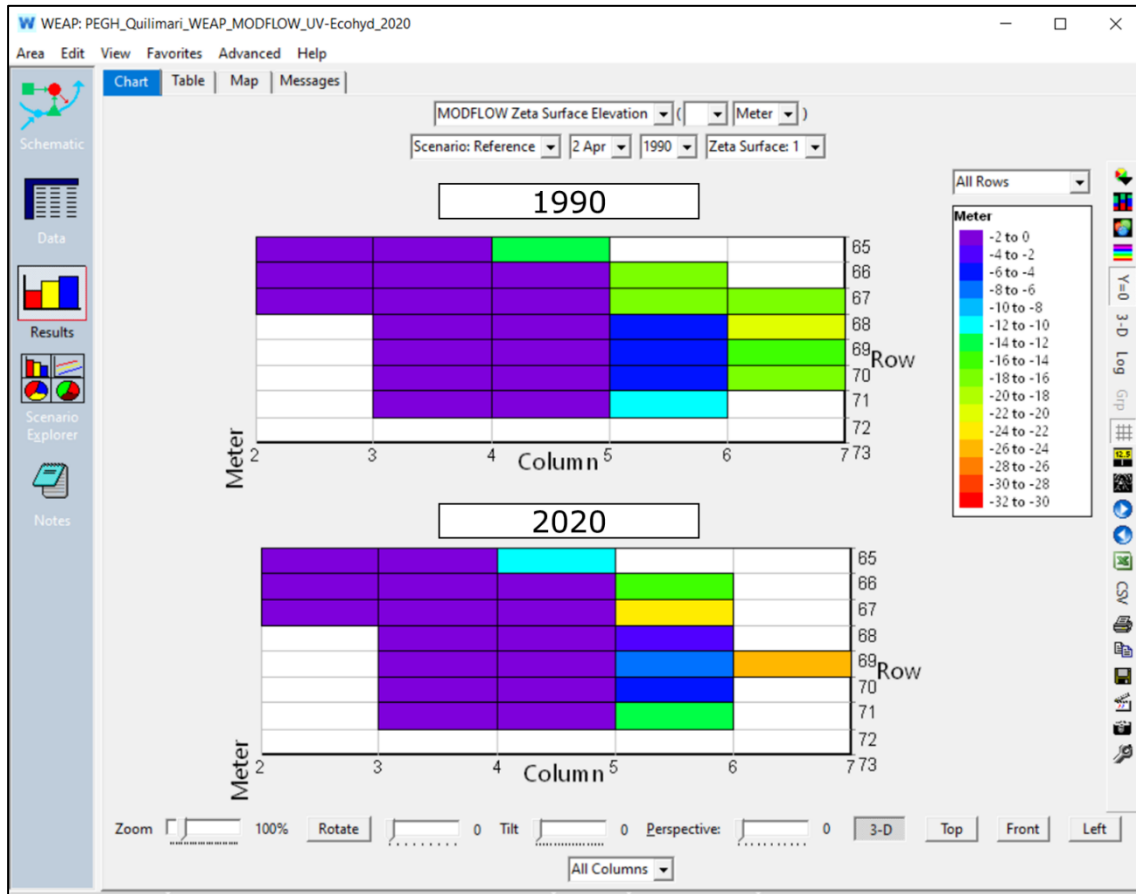 WEAP: PEGH_Quilimari_WEAP_MODFLOW_UV-Ecohyd_2020
Area Edit View Favorites Advanced Help
Chart Table Map Messages
MODFLOW Zeta Surface Elevation ( Meter )
Scenario: Reference 2 Apr 1990 Zeta Surface: 1
Schematic
Data
Results
Scenario
Explorer
Notes
1990
65
66
67
68
69
70
71
72
73
Row
Meter
2 3 4 5 6 7
Column
2020
65
66
67
68
69
70
71
72
73
Row
Meter
2 3 4 5 6 7
Column
All Rows
Meter
-2 to 0
-4 to -2
-6 to -4
-8 to -6
-10 to -8
-12 to -10
-14 to -12
-16 to -14
-18 to -16
-20 to -18
-22 to -20
-24 to -22
-26 to -24
-28 to -26
-30 to -28
-32 to -30
Y=0
3-D
Log
Grp
12.5
CSV
Zoom 100% Rotate 0 Tilt 0 Perspective: 0 3-D Top Front Left
All Columns